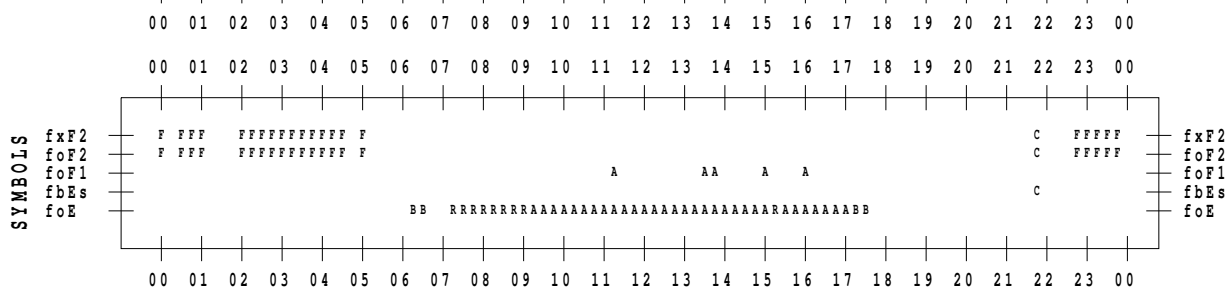 00 01 02 03 04 05 06 07 08 09 10 11 12 13 14 15 16 17 18 19 20 21 22 23 00
00 01 02 03 04 05 06 07 08 09 10 11 12 13 14 15 16 17 18 19 20 21 22 23 00
SYMBOLS
fxF2 F FFF FFFFFFFFFFF F C FFFFF fxF2
foF2 F FFF FFFFFFFFFFF F C FFFFF foF2
foF1 A AA A A foF1
fbEs C fbEs
foE BB RRRRRRRRAAAAAAAAAAAAAAAAAAAAAAAARAAAAAAABB foE
00 01 02 03 04 05 06 07 08 09 10 11 12 13 14 15 16 17 18 19 20 21 22 23 00